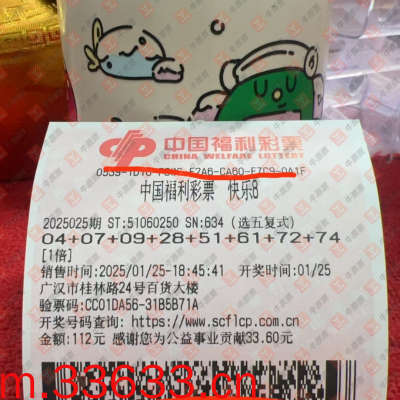 中国福利彩票
CHINA WELFARE LOTTERY
中国福利彩票 快乐8
2025025期 ST:51060250 SN:634 (选五复式)
04+07+09+28+51+61+72+74
[1倍]
销售时间:2025/01/25-18:45:41 开奖时间:01/25
广汉市桂林路24号百货大楼
验票码:CC01DA56-31B5B71A
开奖号码查询: https://www.scflcp.com.cn
金额:112元 感谢您为公益事业贡献33.60元
m.33633.cn